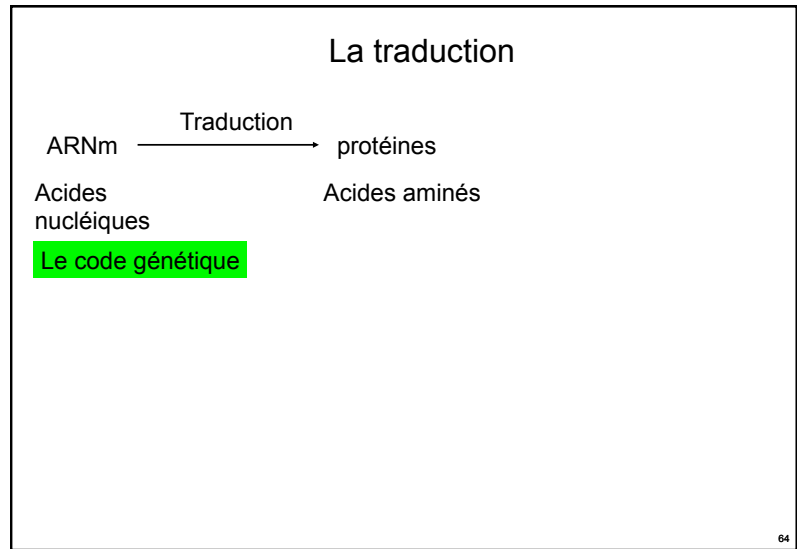 La traduction
Traduction
ARNm protéines
Acides Acides aminés
nucléiques
Le code génétique
64